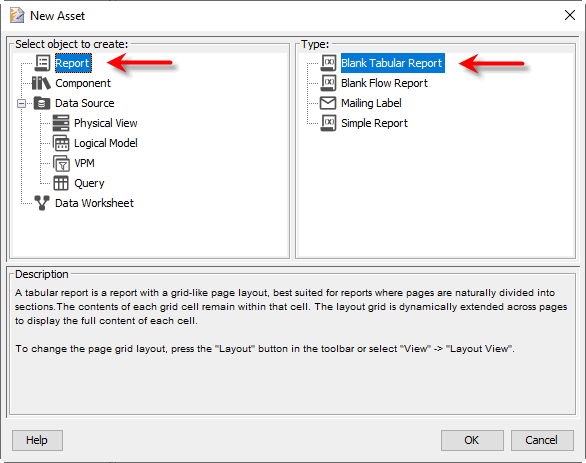 New Asset
Select object to create:
Report
Component
Data Source
Physical View
Logical Model
VPM
Query
Data Worksheet
Type:
Blank Tabular Report
Blank Flow Report
Mailing Label
Simple Report
Description
A tabular report is a report with a grid-like page layout, best suited for reports where pages are naturally divided into
sections.The contents of each grid cell remain within that cell. The layout grid is dynamically extended across pages
to display the full content of each cell.
To change the page grid layout, press the "Layout" button in the toolbar or select "View" -> "Layout View".
Help
OK
Cancel